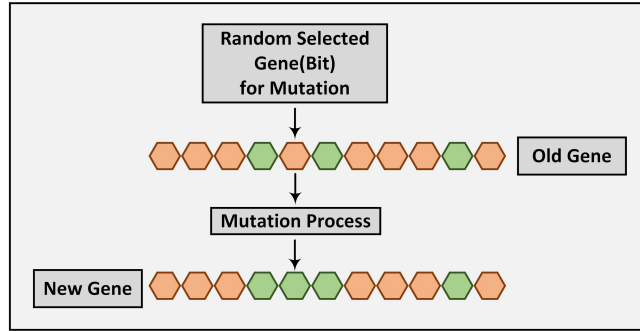 Random Selected
Gene(Bit)
for Mutation
Old Gene
Mutation Process
New Gene